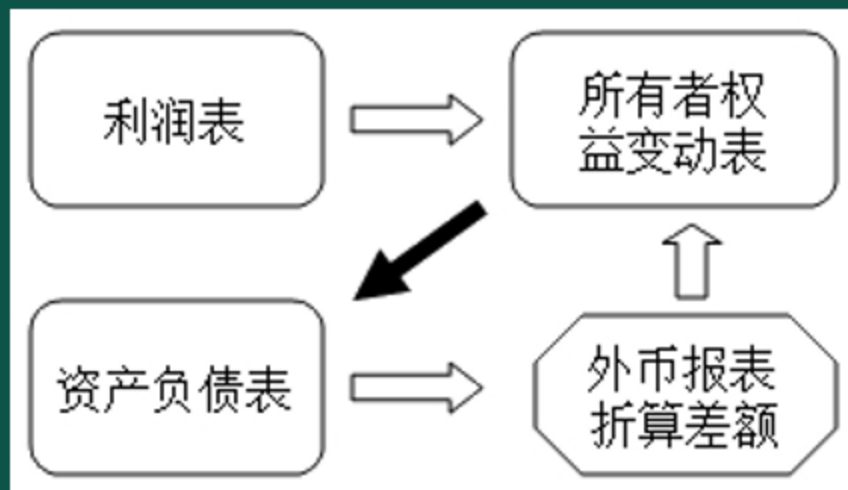 利润表
所有者权
益变动表
资产负债表
外币报表
折算差额